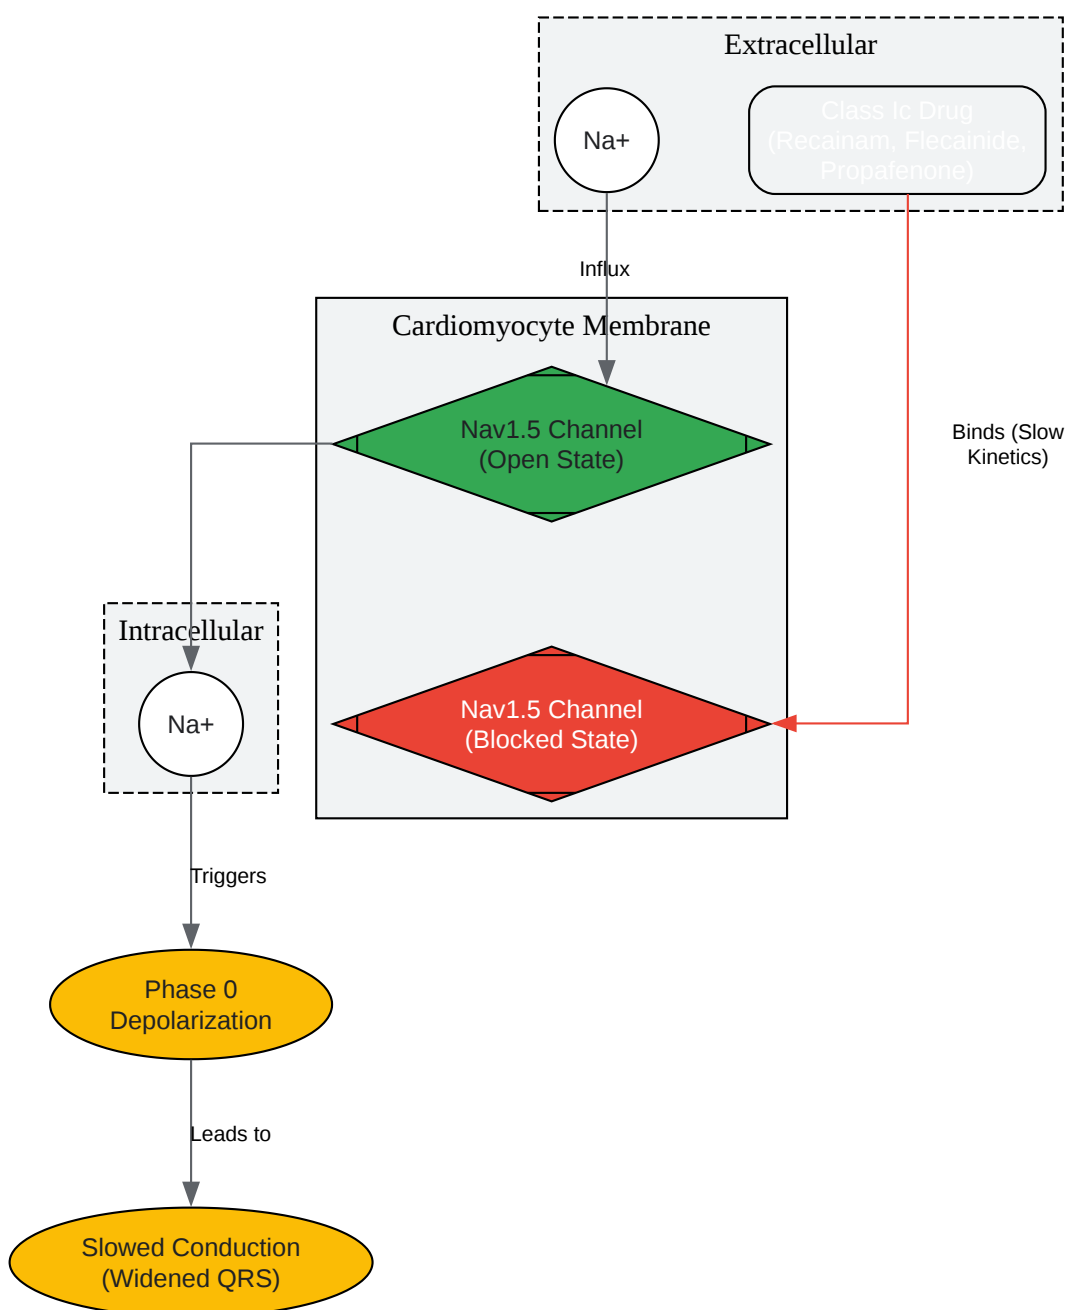 Extracellular
Na+
Class Ic Drug
(Recainam, Flecainide,
Propafenone)
Influx
Cardiomyocyte Membrane
Nav1.5 Channel
(Open State)
Binds (Slow
Kinetics)
Intracellular
Na+
Nav1.5 Channel
(Blocked State)
Triggers
Phase 0
Depolarization
Leads to
Slowed Conduction
(Widened QRS)